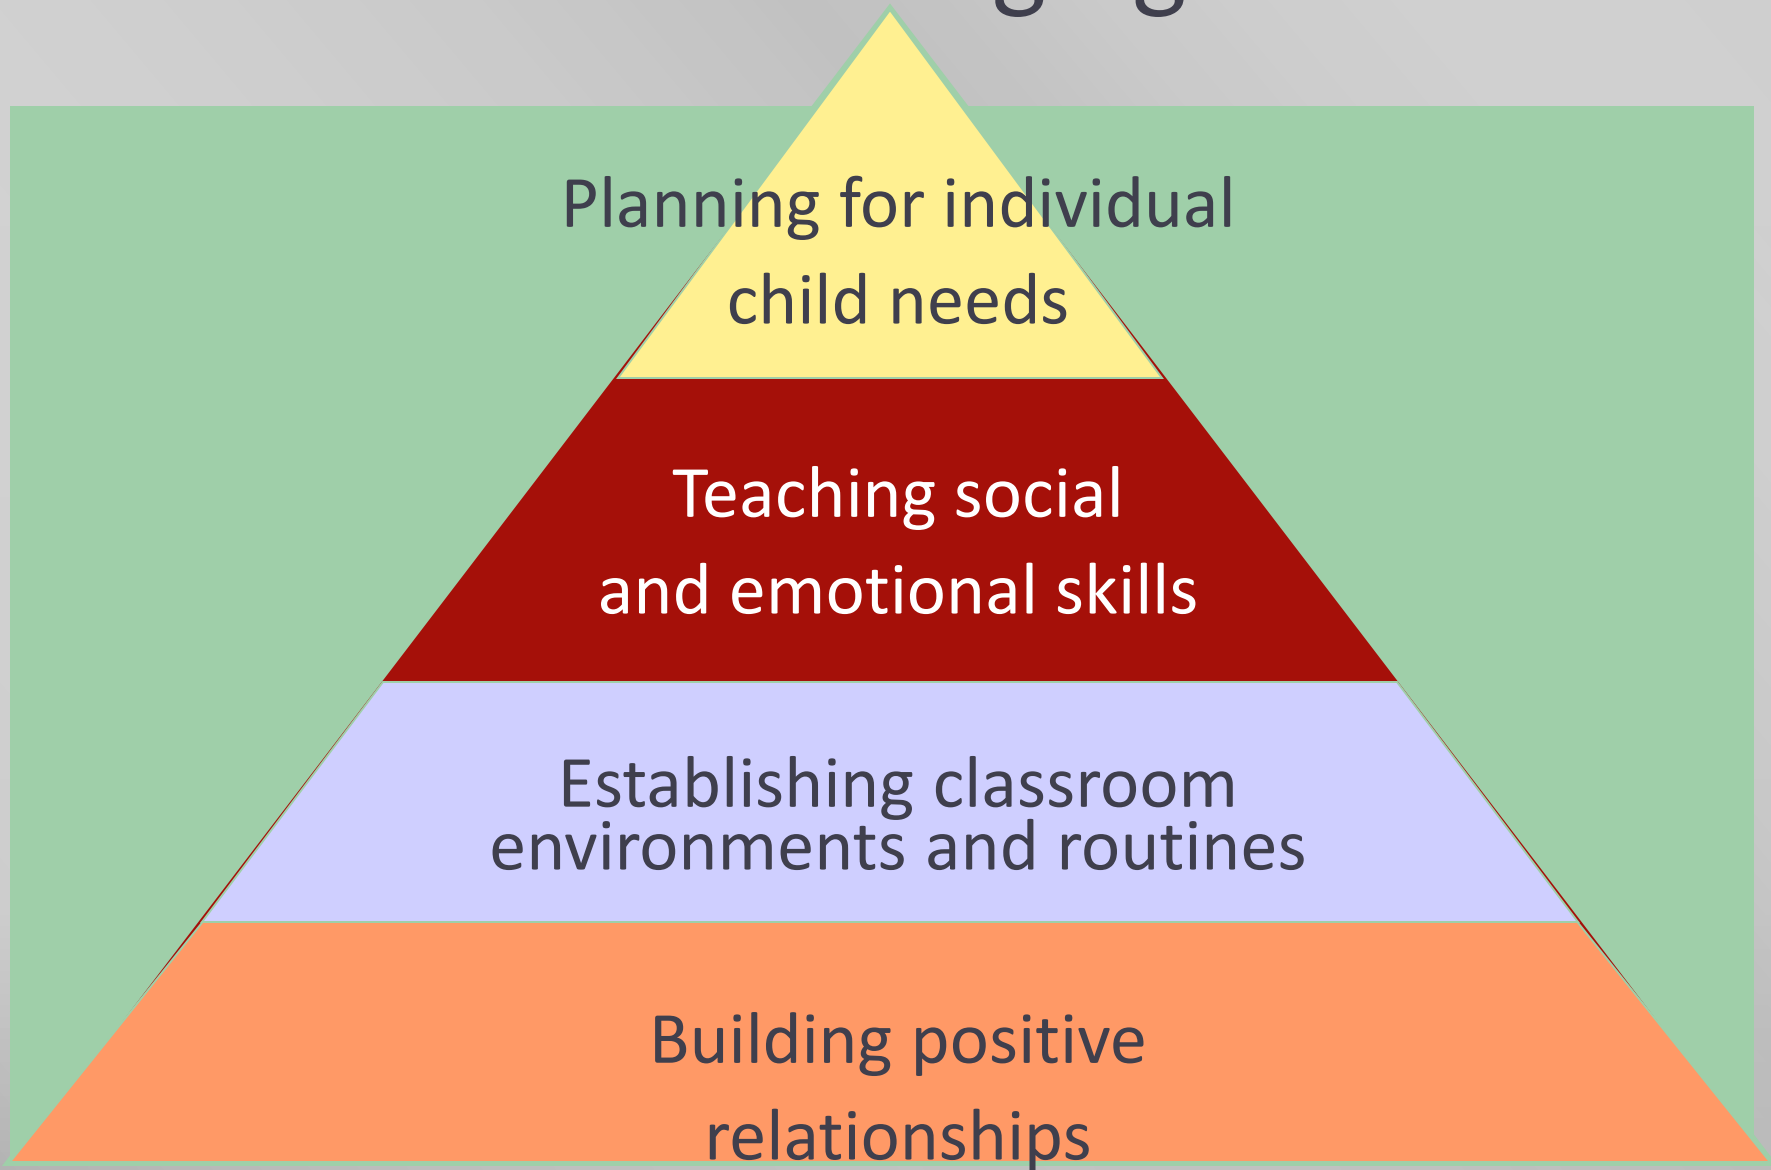 Planning for individual
child needs
Teaching social
and emotional skills
Establishing classroom
environments and routines
Building positive
relationships